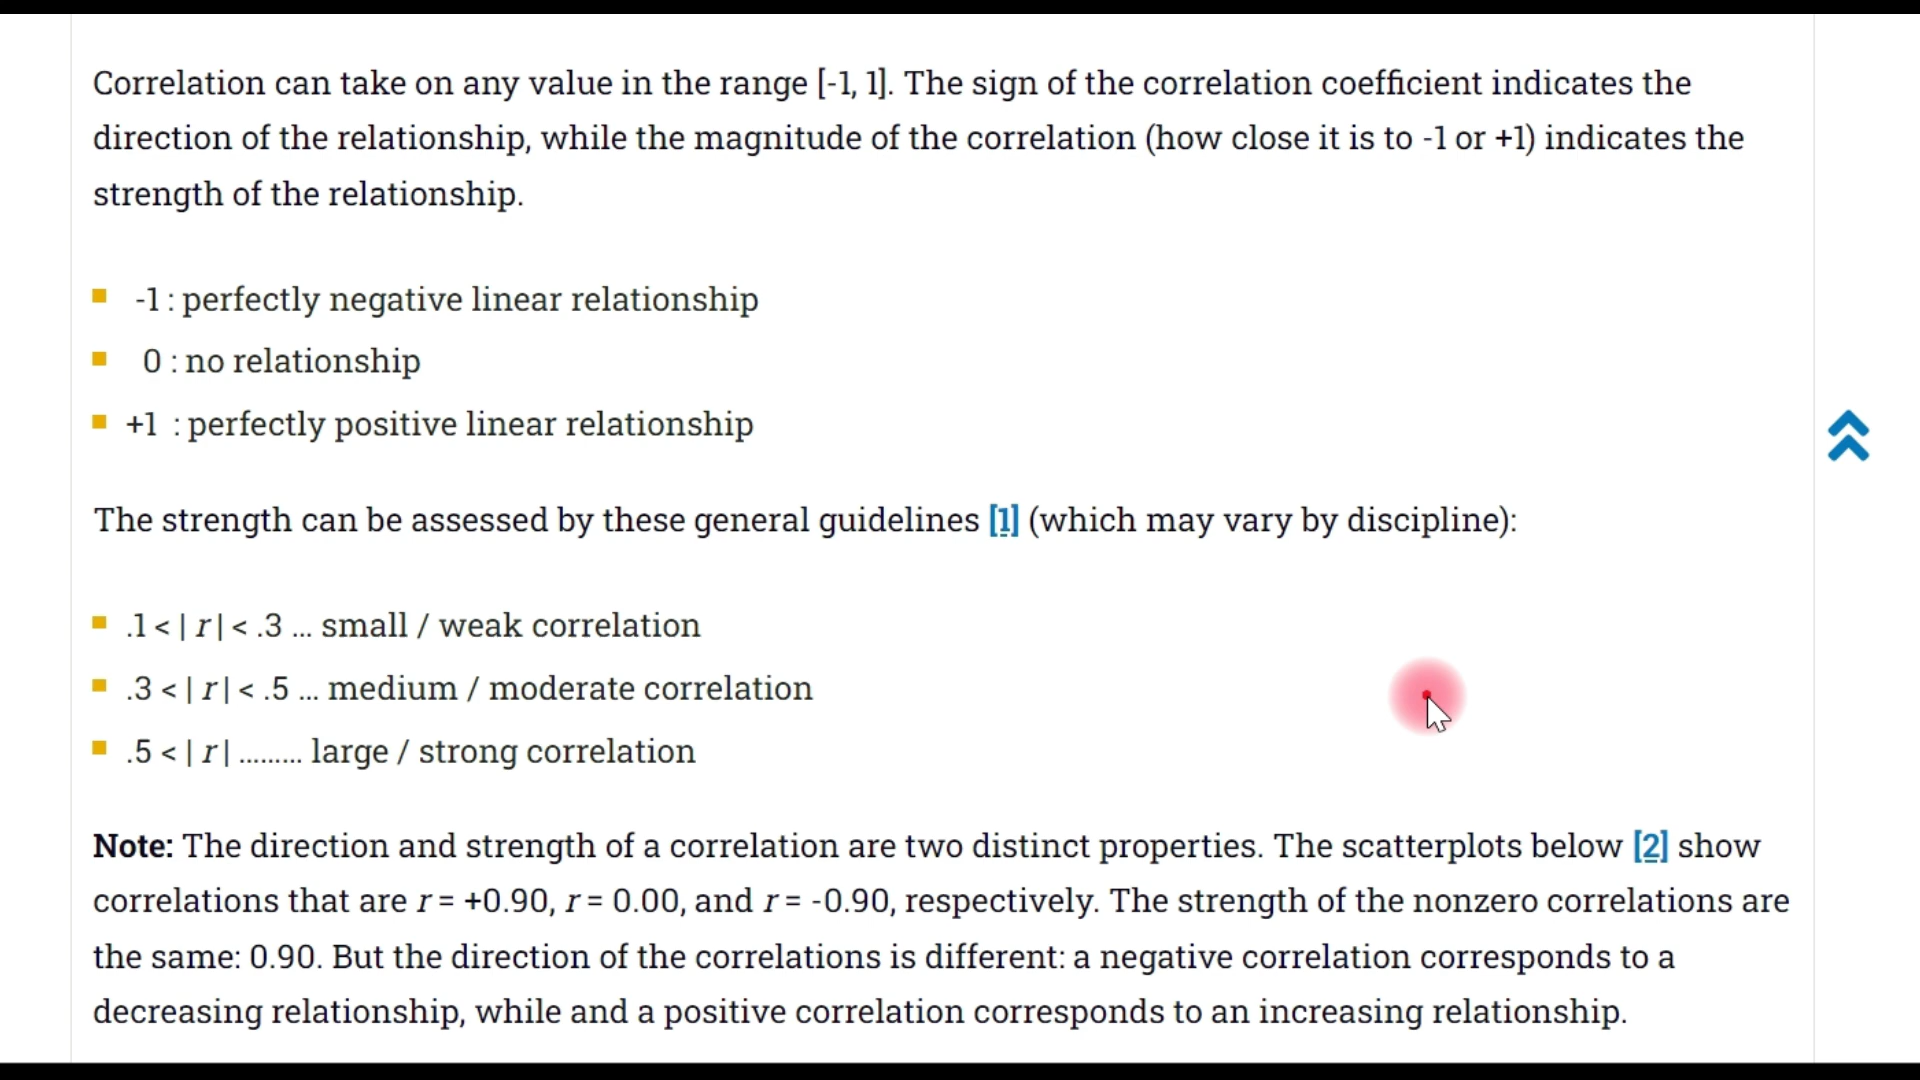 Correlation can take on any value in the range [-1, 1]. The sign of the correlation coefficient indicates the
direction of the relationship, while the magnitude of the correlation (how close it is to -1 or +1) indicates the
strength of the relationship.
-1 : perfectly negative linear relationship
0 : no relationship
+1 : perfectly positive linear relationship
The strength can be assessed by these general guidelines [1] (which may vary by discipline):
.1 < | r | < .3 ... small / weak correlation
.3 < | r | < .5 ... medium / moderate correlation
.5 < | r | ......... large / strong correlation
Note: The direction and strength of a correlation are two distinct properties. The scatterplots below [2] show
correlations that are r = +0.90, r = 0.00, and r = -0.90, respectively. The strength of the nonzero correlations are
the same: 0.90. But the direction of the correlations is different: a negative correlation corresponds to a
decreasing relationship, while and a positive correlation corresponds to an increasing relationship.